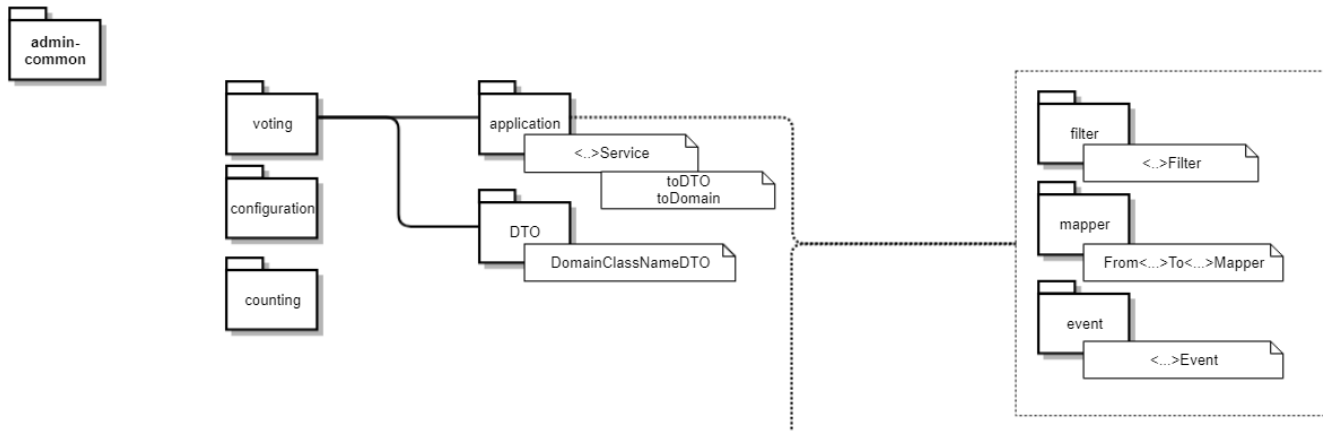 admin-
common
voting
application
<..>Service
toDTO
toDomain
configuration
DTO
DomainClassNameDTO
counting
filter
<..>Filter
mapper
From<...>To<...>Mapper
event
<...>Event